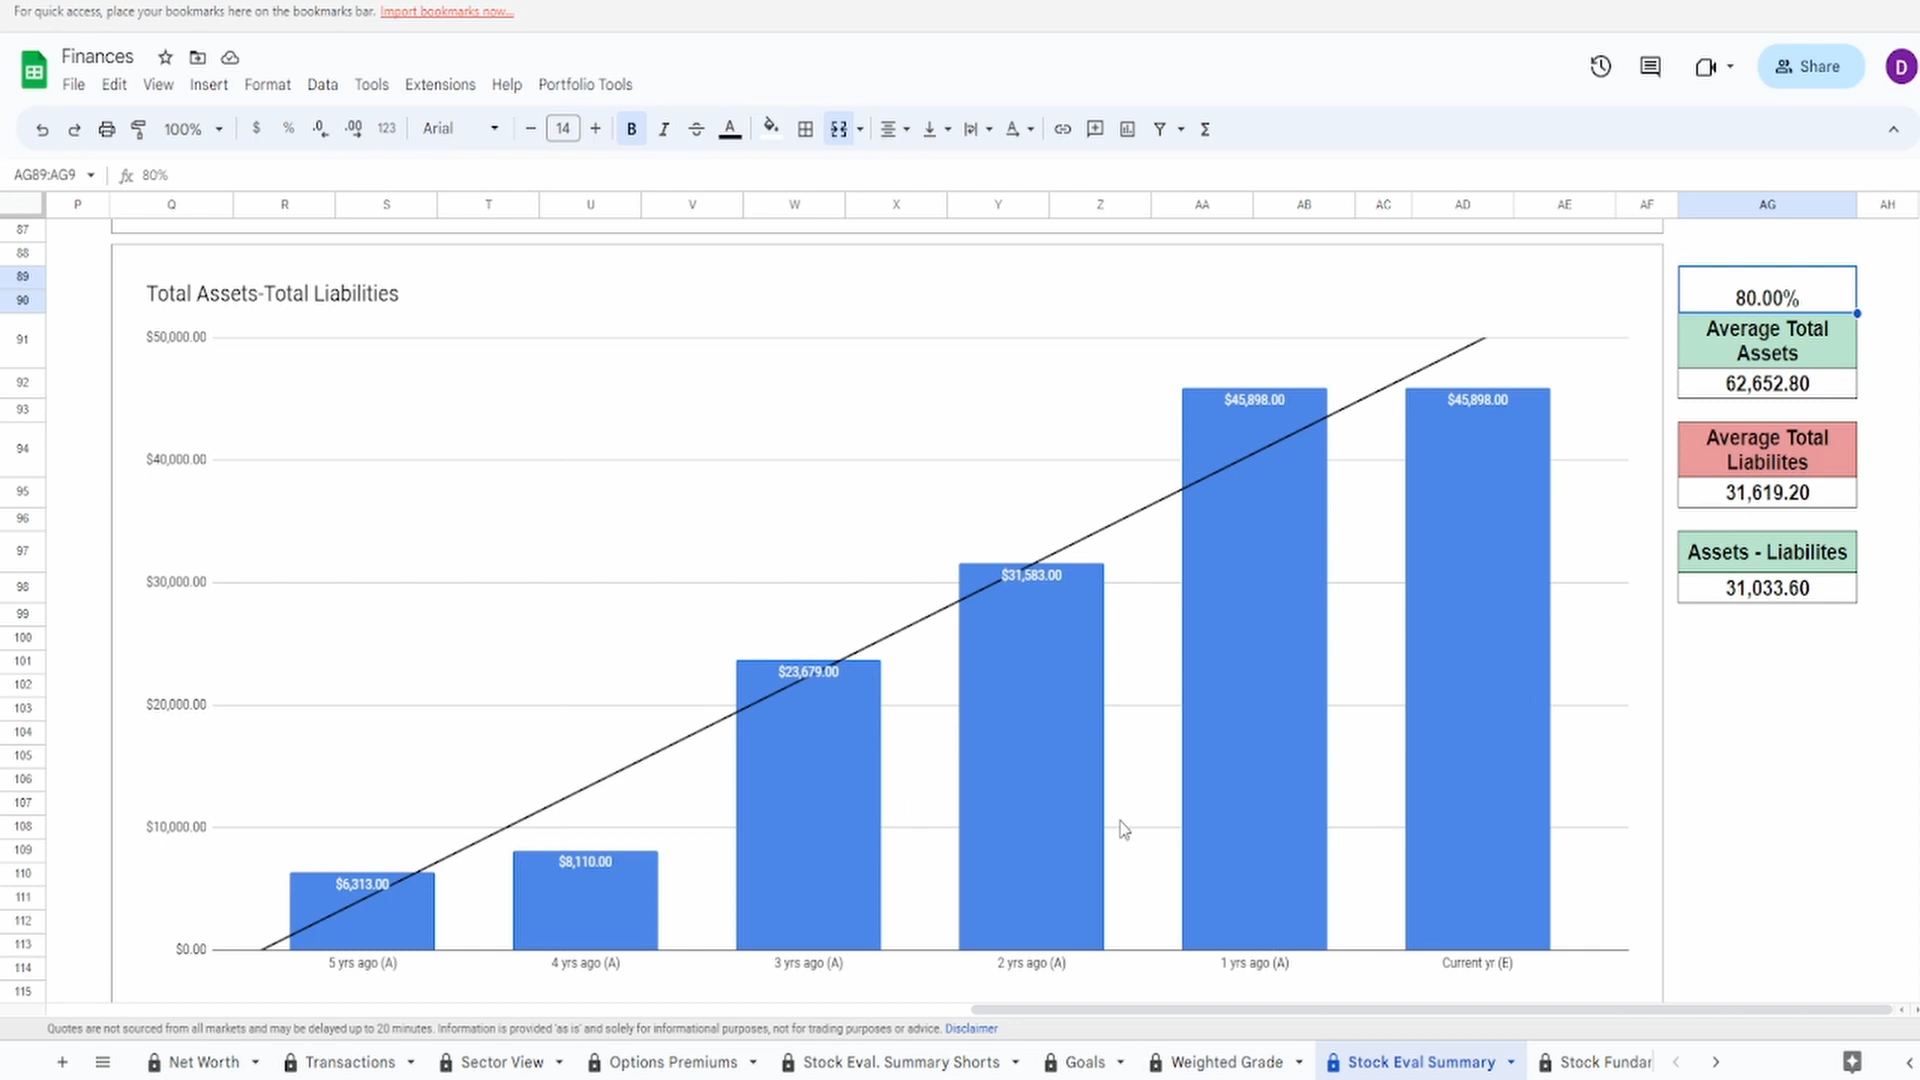 For quick access, place your bookmarks here on the bookmarks bar. Import bookmarks now...
Finances
File Edit View Insert Format Data Tools Extensions Help Portfolio Tools
Share
D
100% $ % .0 .00 123 Arial 14 B I A
AG89:AG9 fx 80%
P Q R S T U V W X Y Z AA AB AC AD AE AF AG AH
87
88
89
90
91
92
93
94
95
96
97
98
99
100
101
102
103
104
105
106
107
108
109
110
111
112
113
114
115
Total Assets-Total Liabilities
$50,000.00
$40,000.00
$30,000.00
$20,000.00
$10,000.00
$0.00
$6,313.00
$8,110.00
$23,679.00
$31,583.00
$45,898.00
$45,898.00
5 yrs ago (A) 4 yrs ago (A) 3 yrs ago (A) 2 yrs ago (A) 1 yrs ago (A) Current yr (E)
80.00%
Average Total
Assets
62,652.80
Average Total
Liabilites
31,619.20
Assets - Liabilites
31,033.60
Quotes are not sourced from all markets and may be delayed up to 20 minutes. Information is provided 'as is' and solely for informational purposes, not for trading purposes or advice. Disclaimer
Net Worth Transactions Sector View Options Premiums Stock Eval. Summary Shorts Goals Weighted Grade Stock Eval Summary Stock Fundar